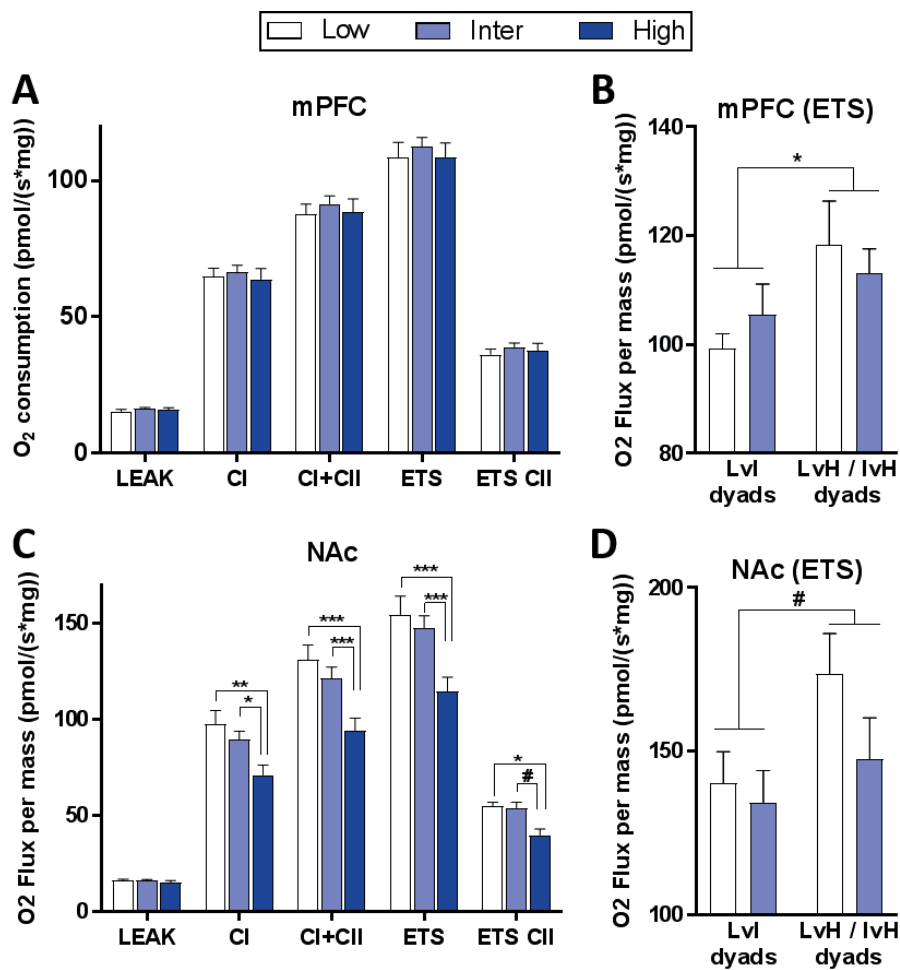 Low Inter High
A
mPFC
O₂ consumption (pmol/(s*mg))
100
50
0
LEAK CI CI+CII ETS ETS CII
B
mPFC (ETS)
O2 Flux per mass (pmol/(s*mg))
140
120
100
80
*
LvI LvH / IvH
dyads dyads
C
NAc
O2 Flux per mass (pmol/(s*mg))
150
100
50
0
**
*
***
***
***
***
*
#
LEAK CI CI+CII ETS ETS CII
D
NAc (ETS)
O2 Flux per mass (pmol/(s*mg))
200
150
100
#
LvI LvH / IvH
dyads dyads